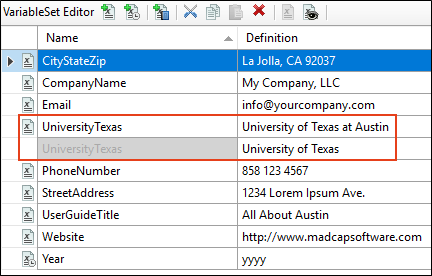 VariableSet Editor
Name Definition
CityStateZip La Jolla, CA 92037
CompanyName My Company, LLC
Email info@yourcompany.com
UniversityTexas University of Texas at Austin
UniversityTexas University of Texas
PhoneNumber 858 123 4567
StreetAddress 1234 Lorem Ipsum Ave.
UserGuideTitle All About Austin
Website http://www.madcapsoftware.com
Year yyyy